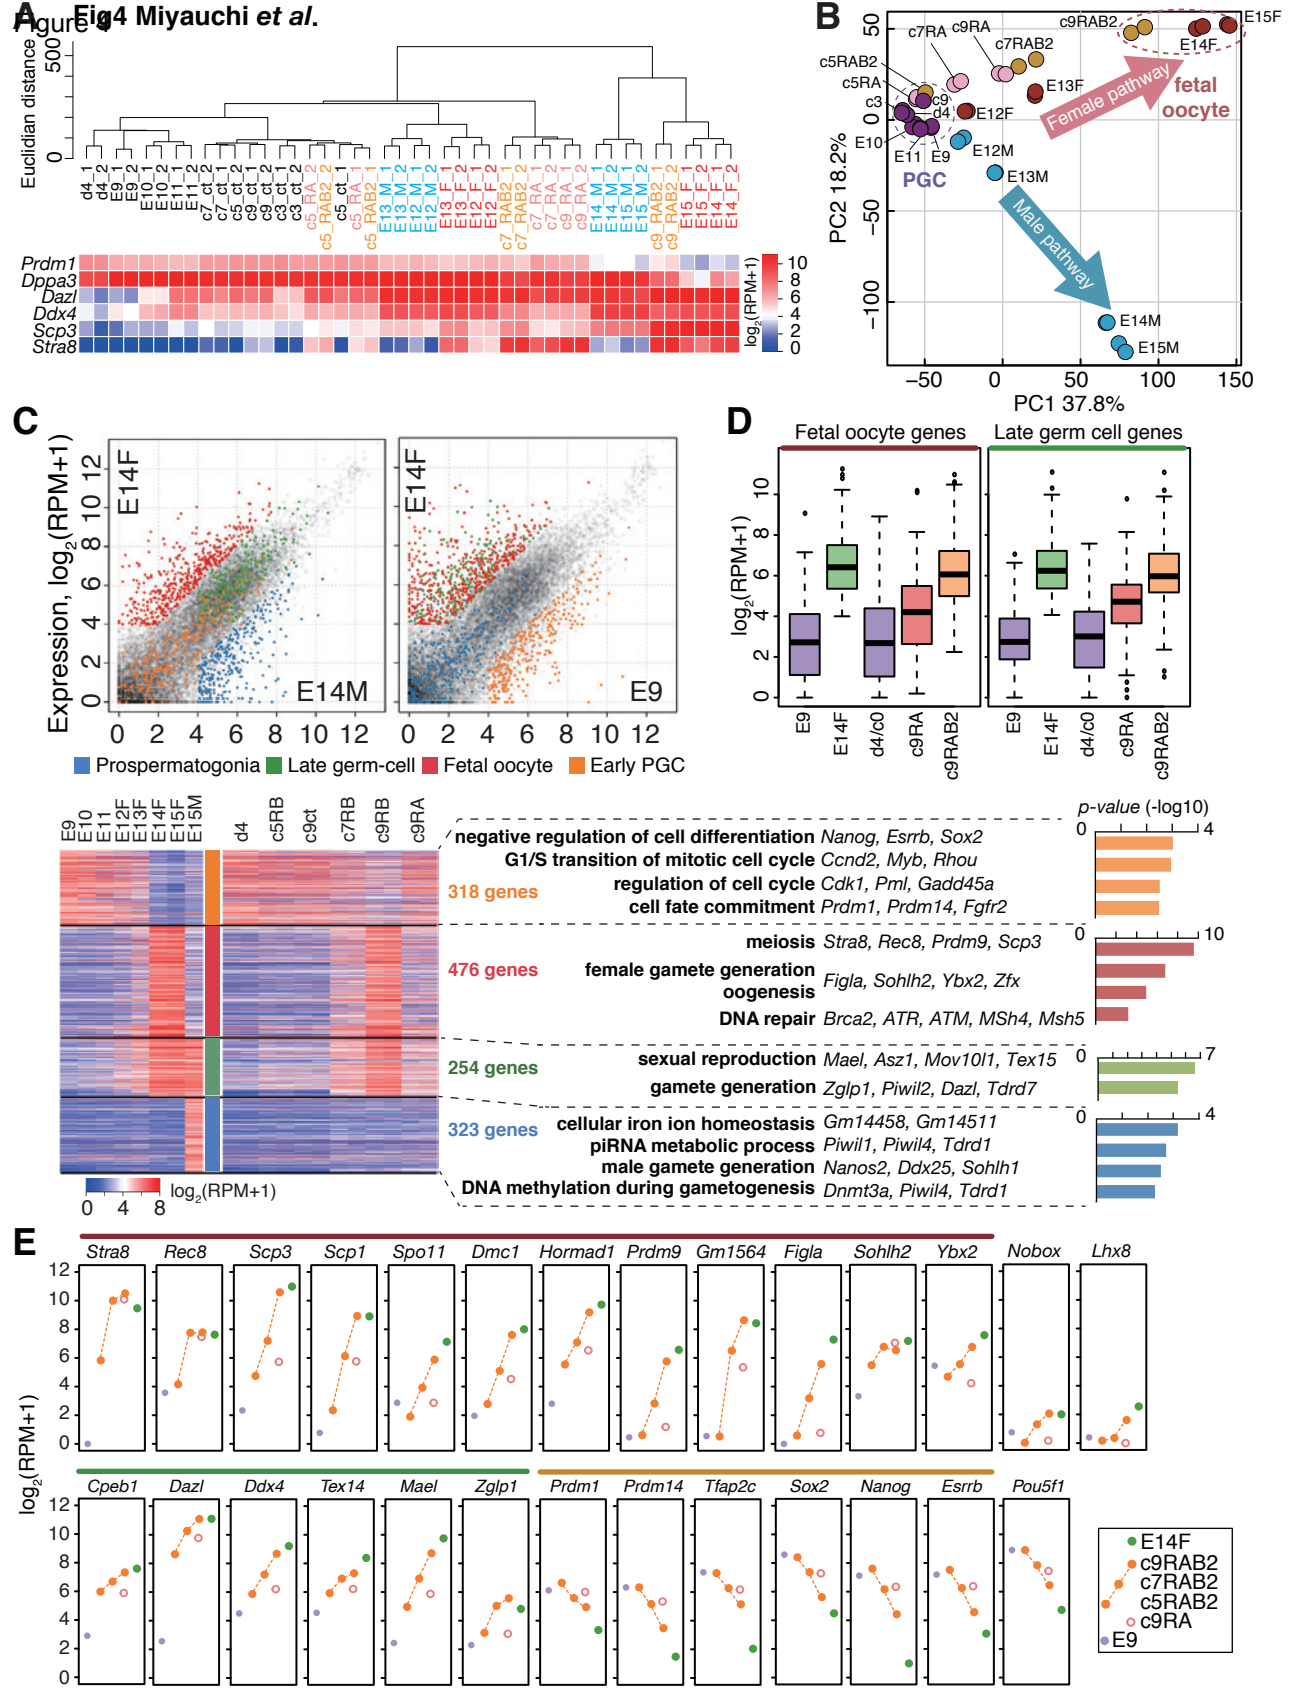 Figure 4
Fig4 Miyauchi et al.
A
Euclidian distance
500
0
d4_1
d4_2
E9_1
E9_2
E10_1
E10_2
E11_1
E11_2
c7_ct_2
c7_ct_1
c5_ct_2
c9_ct_1
c9_ct_2
c3_ct_1
c3_ct_2
c5_RA_2
c5_RAB2_2
c5_ct_1
c5_RA_1
c5_RAB2_1
E13_M_1
E13_M_2
E12_M_1
E12_M_2
E13_F_1
E13_F_2
E12_F_1
E12_F_2
c7_RAB2_1
c7_RAB2_2
c7_RA_1
c7_RA_2
c9_RA_1
c9_RA_2
E14_M_1
E14_M_2
E15_M_1
E15_M_2
c9_RAB2_1
c9_RAB2_2
E15_F_1
E15_F_2
E14_F_1
E14_F_2
Prdm1
Dppa3
Dazl
Ddx4
Scp3
Stra8
log2(RPM+1)
10
8
6
4
2
0
B
PC2 18.2%
50
0
−50
−100
−50 0 50 100 150
PC1 37.8%
c9RAB2
E15F
E14F
c7RA
c9RA
c7RAB2
c5RAB2
c5RA
c3
c9
d4
E13F
E12F
E10
E11
E9
E12M
E13M
PGC
Female pathway
fetal
oocyte
Male pathway
E14M
E15M
C
Expression, log2(RPM+1)
12
10
8
6
4
2
0
E14F
E14M
0 2 4 6 8 10 12
E14F
E9
0 2 4 6 8 10 12
Prospermatogonia Late germ-cell Fetal oocyte Early PGC
D
Fetal oocyte genes
Late germ cell genes
log2(RPM+1)
10
8
6
4
2
0
E9
E14F
d4/c0
c9RA
c9RAB2
E9
E14F
d4/c0
c9RA
c9RAB2
E9
E10
E11
E12F
E13F
E14F
E15F
E15M
d4
c5RB
c9ct
c7RB
c9RB
c9RA
318 genes
476 genes
254 genes
323 genes
0 4 8
log2(RPM+1)
p-value (-log10)
0 4
negative regulation of cell differentiation Nanog, Esrrb, Sox2
G1/S transition of mitotic cell cycle Ccnd2, Myb, Rhou
regulation of cell cycle Cdk1, Pml, Gadd45a
cell fate commitment Prdm1, Prdm14, Fgfr2
0 10
meiosis Stra8, Rec8, Prdm9, Scp3
female gamete generation
oogenesis
Figla, Sohlh2, Ybx2, Zfx
DNA repair Brca2, ATR, ATM, MSh4, Msh5
0 7
sexual reproduction Mael, Asz1, Mov10l1, Tex15
gamete generation Zglp1, Piwil2, Dazl, Tdrd7
0 4
cellular iron ion homeostasis Gm14458, Gm14511
piRNA metabolic process Piwil1, Piwil4, Tdrd1
male gamete generation Nanos2, Ddx25, Sohlh1
DNA methylation during gametogenesis Dnmt3a, Piwil4, Tdrd1
E
log2(RPM+1)
Stra8 Rec8 Scp3 Scp1 Spo11 Dmc1 Hormad1 Prdm9 Gm1564 Figla Sohlh2 Ybx2 Nobox Lhx8
12
10
8
6
4
2
0
Cpeb1 Dazl Ddx4 Tex14 Mael Zglp1 Prdm1 Prdm14 Tfap2c Sox2 Nanog Esrrb Pou5f1
12
10
8
6
4
2
0
E14F
c9RAB2
c7RAB2
c5RAB2
c9RA
E9